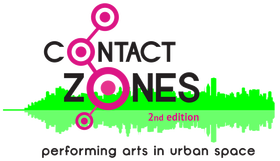 CONTACT
ZONES
2nd edition
performing arts in urban space